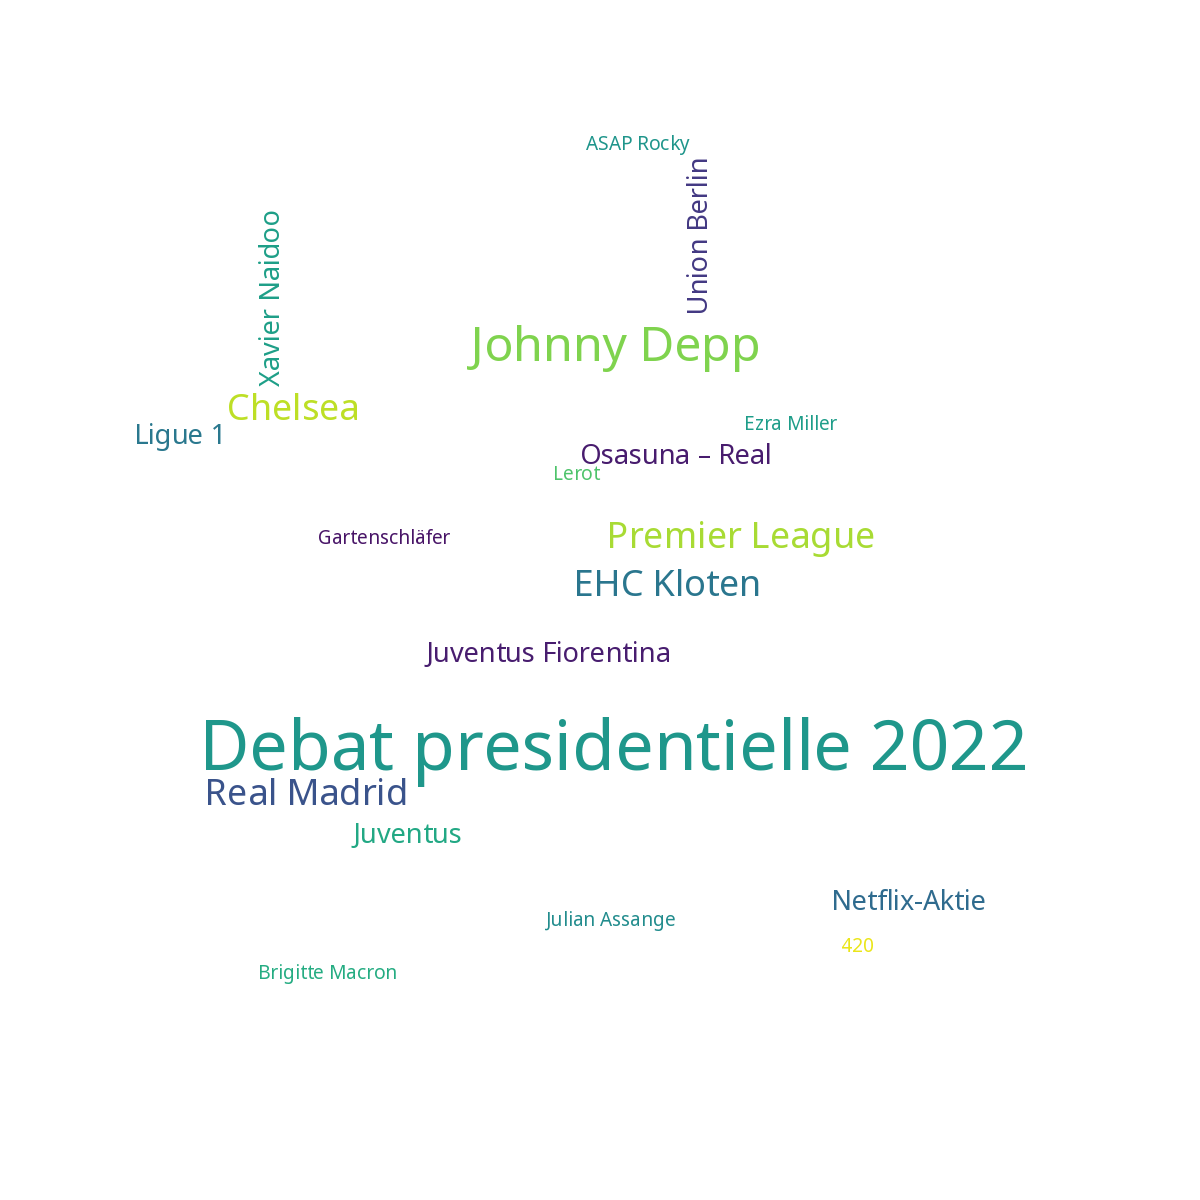 ASAP Rocky
Union Berlin
Xavier Naidoo
Johnny Depp
Chelsea
Ezra Miller
Ligue 1
Osasuna – Real
Lerot
Premier League
Gartenschläfer
EHC Kloten
Juventus Fiorentina
Debat presidentielle 2022
Real Madrid
Juventus
Netflix-Aktie
Julian Assange
420
Brigitte Macron